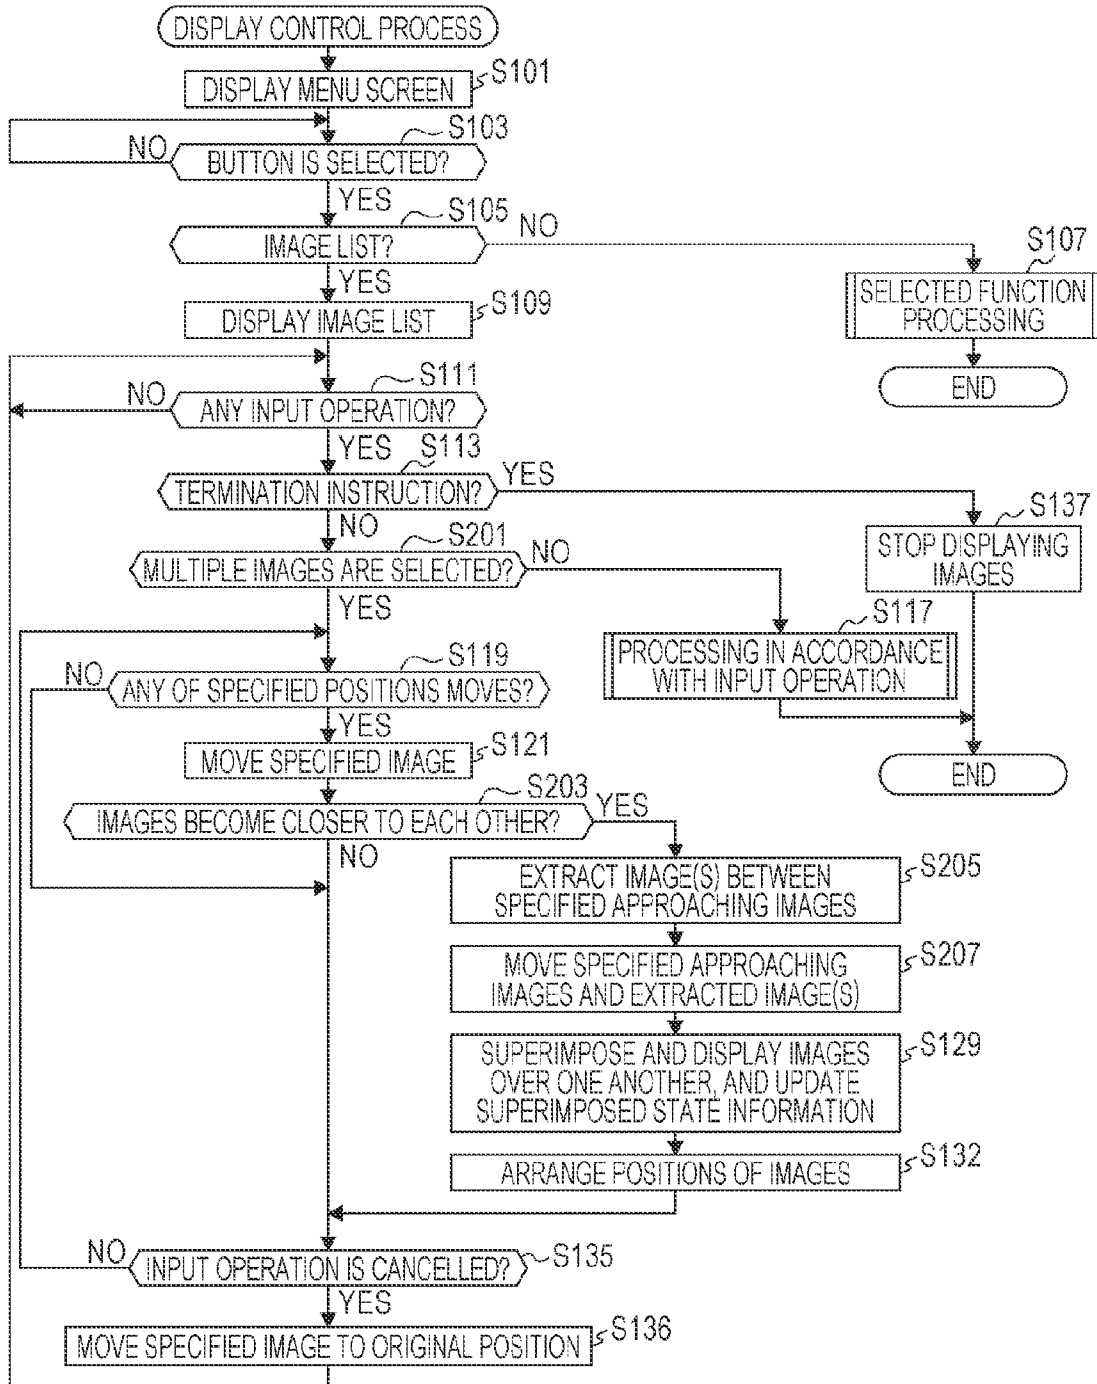 DISPLAY CONTROL PROCESS
S101
DISPLAY MENU SCREEN
S103
NO
BUTTON IS SELECTED?
YES
S105
NO
IMAGE LIST?
S107
YES
SELECTED FUNCTION
PROCESSING
S109
DISPLAY IMAGE LIST
END
S111
NO
ANY INPUT OPERATION?
YES
S113
YES
TERMINATION INSTRUCTION?
S137
NO
S201
NO
STOP DISPLAYING
IMAGES
MULTIPLE IMAGES ARE SELECTED?
YES
S117
PROCESSING IN ACCORDANCE
WITH INPUT OPERATION
S119
NO
ANY OF SPECIFIED POSITIONS MOVES?
YES
S121
MOVE SPECIFIED IMAGE
END
S203
YES
IMAGES BECOME CLOSER TO EACH OTHER?
NO
S205
EXTRACT IMAGE(S) BETWEEN
SPECIFIED APPROACHING IMAGES
S207
MOVE SPECIFIED APPROACHING
IMAGES AND EXTRACTED IMAGE(S)
S129
SUPERIMPOSE AND DISPLAY IMAGES
OVER ONE ANOTHER, AND UPDATE
SUPERIMPOSED STATE INFORMATION
S132
ARRANGE POSITIONS OF IMAGES
NO
S135
INPUT OPERATION IS CANCELLED?
YES
S136
MOVE SPECIFIED IMAGE TO ORIGINAL POSITION